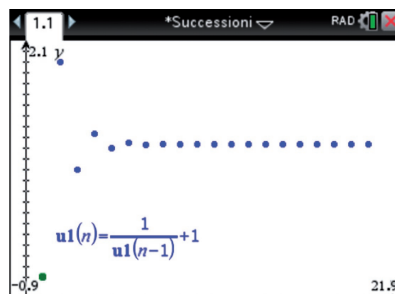 1.1 *Successioni RAD
2.1 y
u1(n)=1/u1(n-1)+1
-0.9 21.9